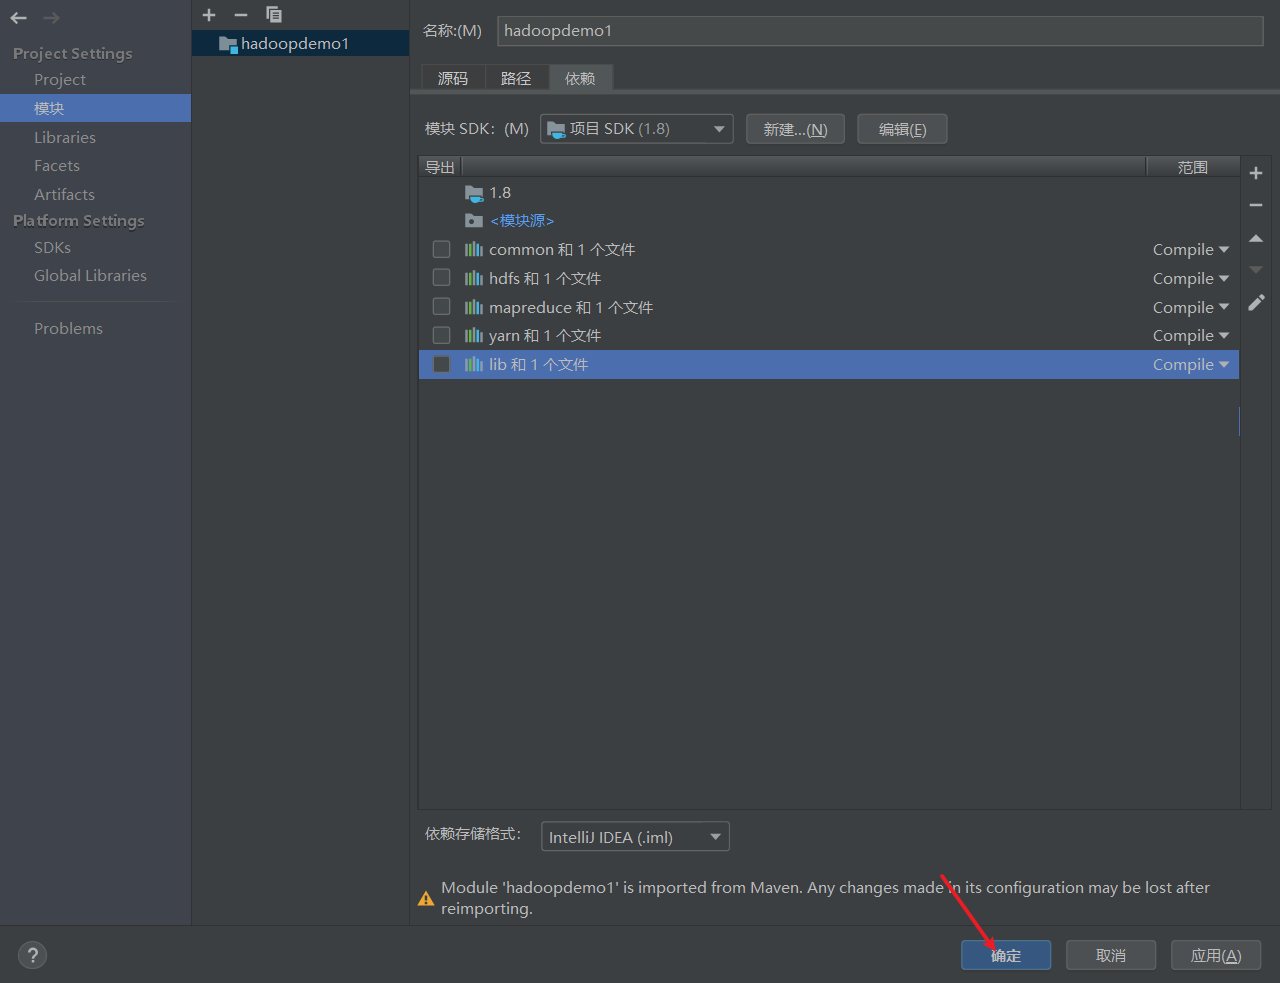 Project Settings
Project
模块
Libraries
Facets
Artifacts
Platform Settings
SDKs
Global Libraries
Problems
hadoopdemo1
名称:(M)
hadoopdemo1
源码
路径
依赖
模块 SDK： (M)
项目 SDK (1.8)
新建...(N)
编辑(E)
导出
范围
1.8
<模块源>
common 和 1 个文件
Compile
hdfs 和 1 个文件
Compile
mapreduce 和 1 个文件
Compile
yarn 和 1 个文件
Compile
lib 和 1 个文件
Compile
依赖存储格式：
IntelliJ IDEA (.iml)
Module 'hadoopdemo1' is imported from Maven. Any changes made in its configuration may be lost after
reimporting.
?
确定
取消
应用(A)